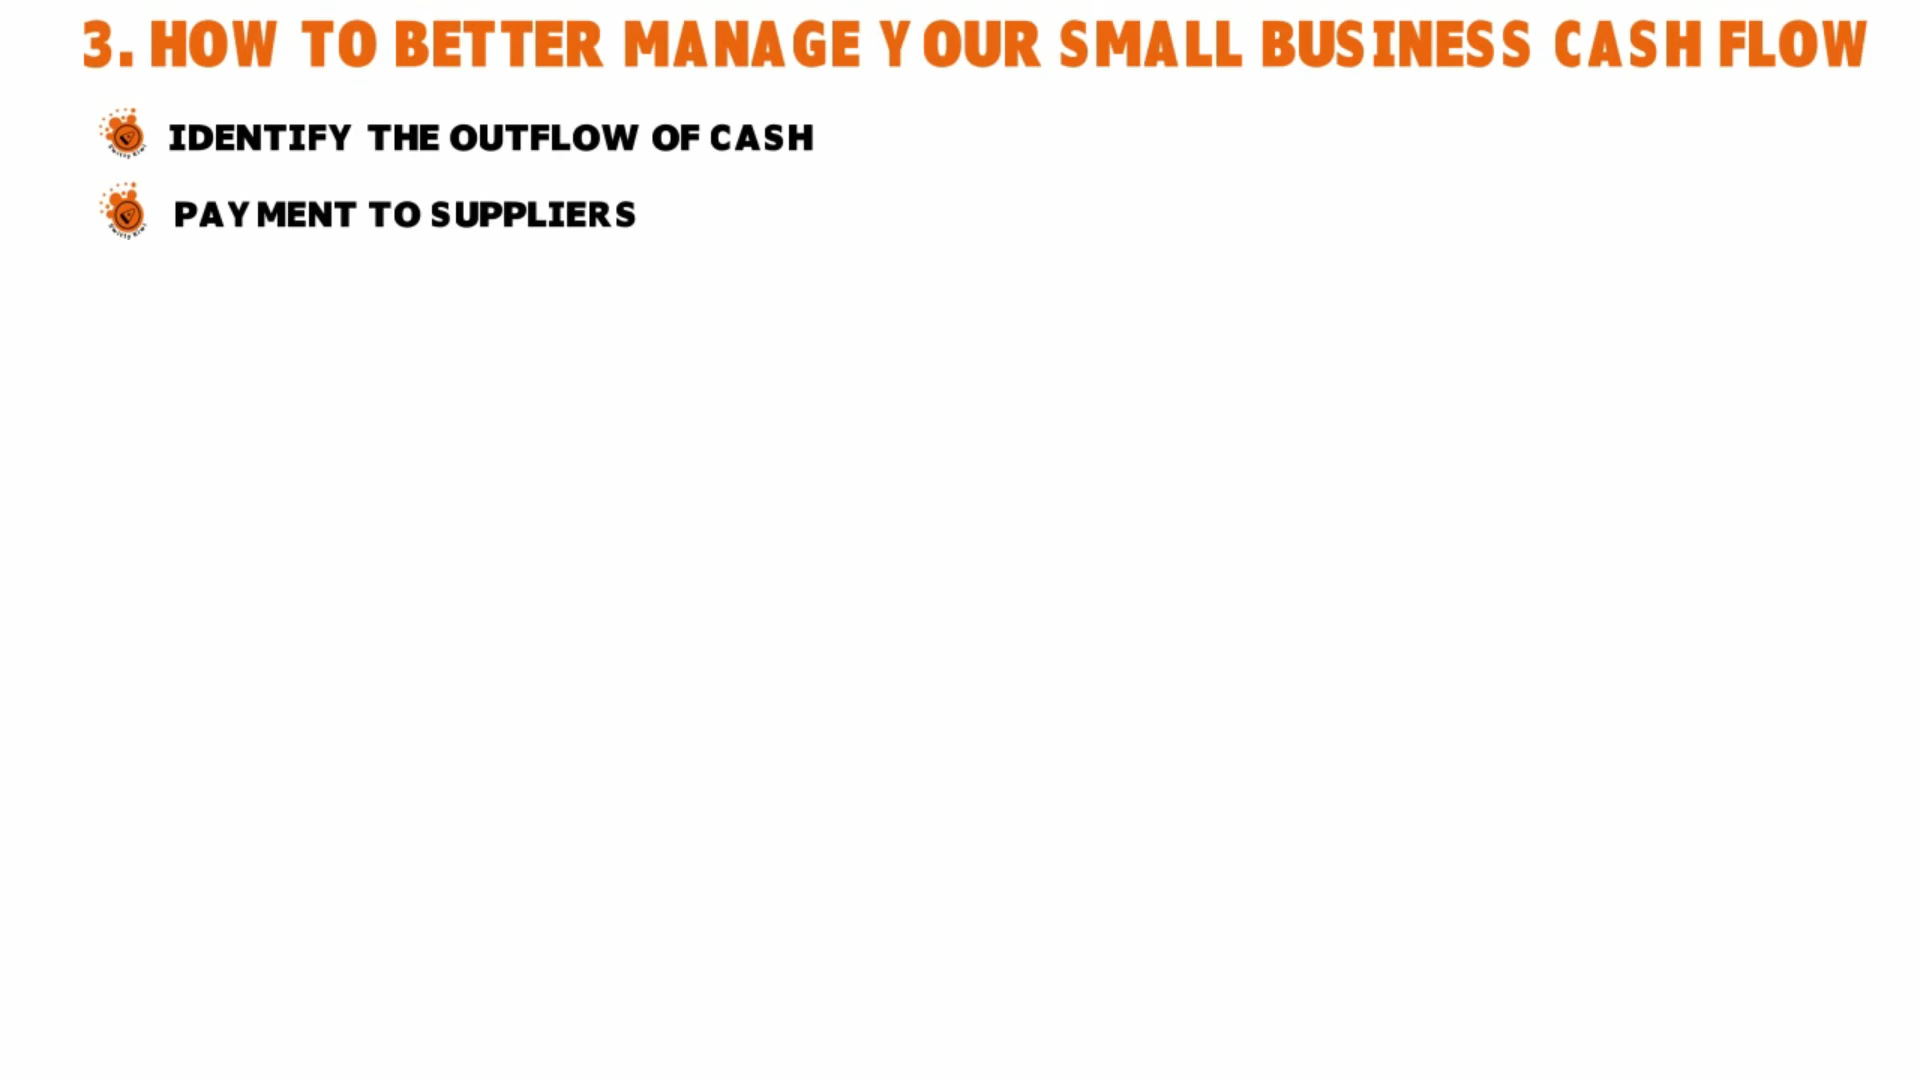 3. HOW TO BETTER MANAGE YOUR SMALL BUSINESS CASH FLOW
IDENTIFY THE OUTFLOW OF CASH
PAYMENT TO SUPPLIERS